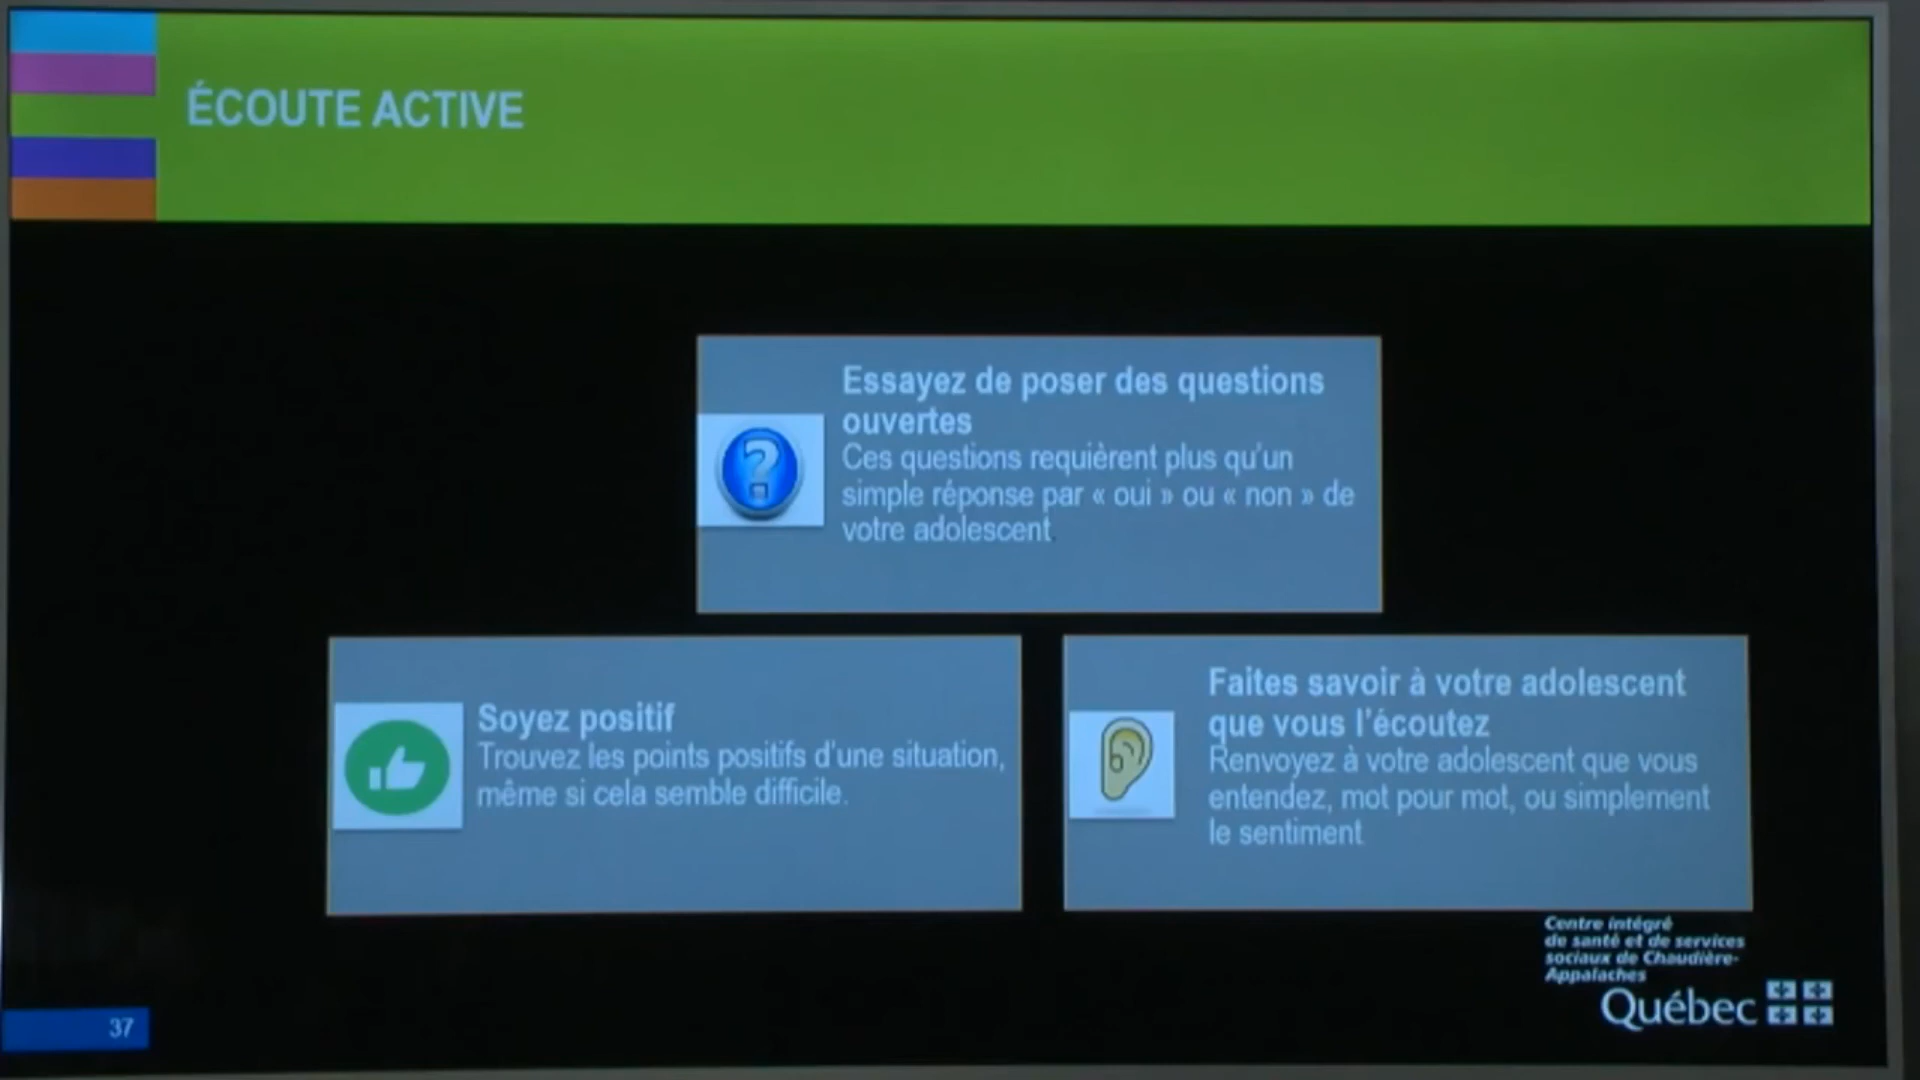 ÉCOUTE ACTIVE
Essayez de poser des questions
ouvertes
Ces questions requièrent plus qu'un
simple réponse par « oui » ou « non » de
votre adolescent.
Soyez positif
Trouvez les points positifs d'une situation,
même si cela semble difficile.
Faites savoir à votre adolescent
que vous l'écoutez
Renvoyez à votre adolescent que vous
entendez, mot pour mot, ou simplement
le sentiment
Centre intégré
de santé et de services
sociaux de Chaudière-
Appalaches
Québec
37